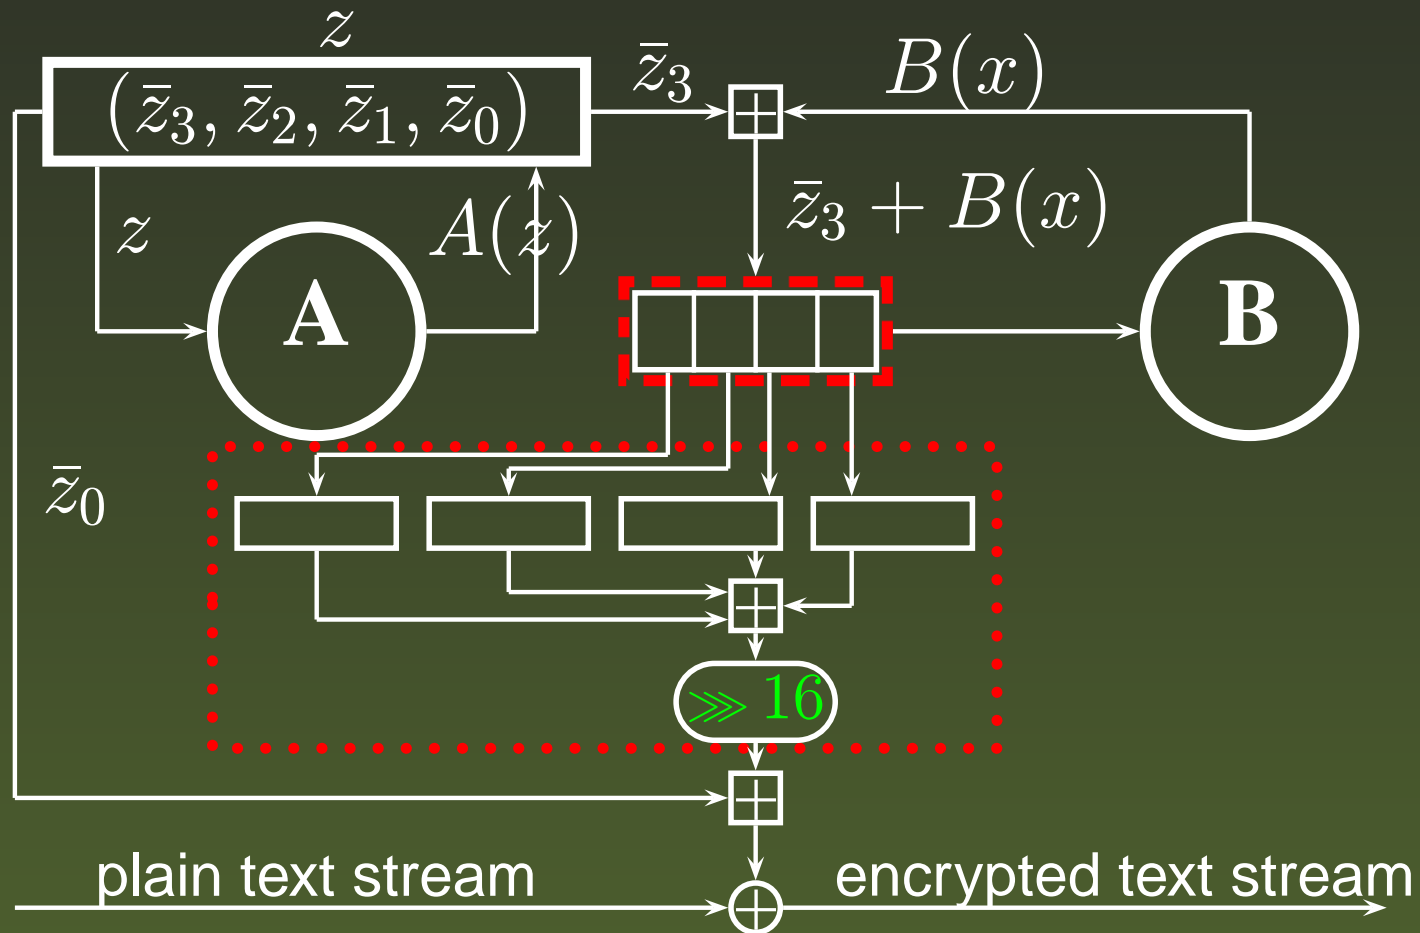 z
(z̄₃, z̄₂, z̄₁, z̄₀)
z̄₃
B(x)
z
A(z)
z̄₃ + B(x)
A
B
z̄₀
⋙ 16
plain text stream
encrypted text stream